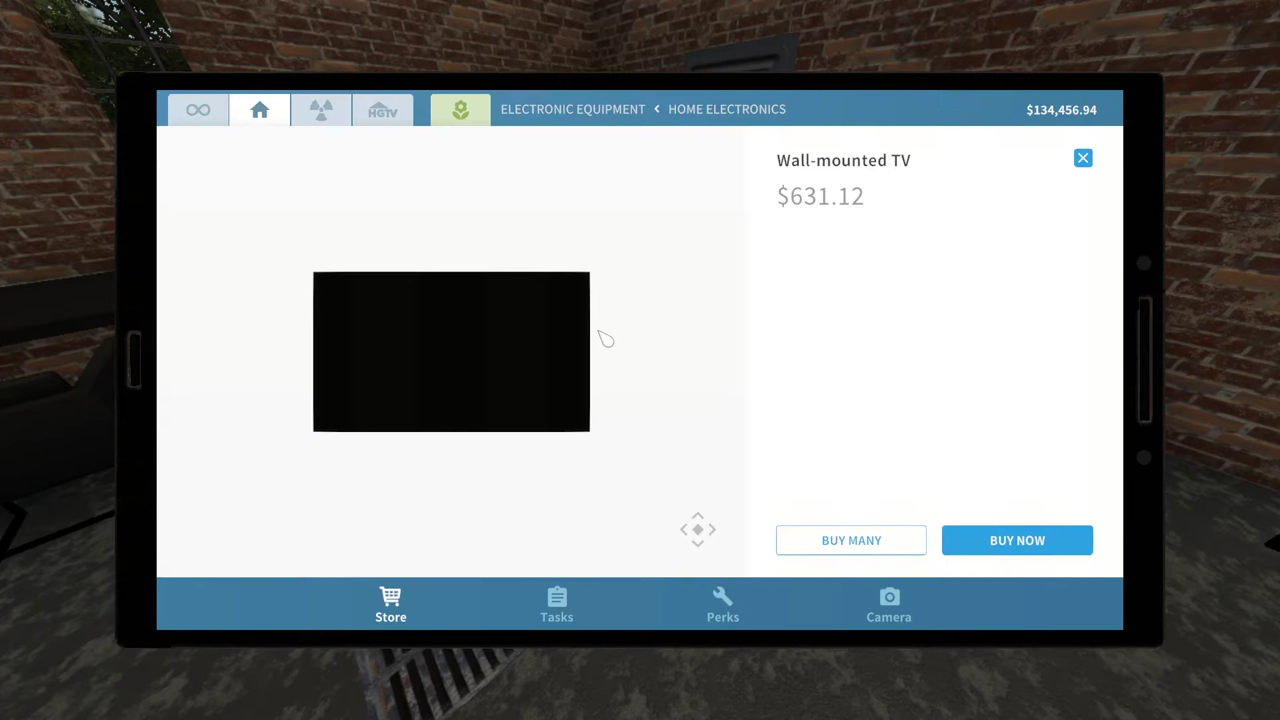 HGTV
ELECTRONIC EQUIPMENT < HOME ELECTRONICS
$134,456.94
Wall-mounted TV
$631.12
BUY MANY
BUY NOW
Store
Tasks
Perks
Camera